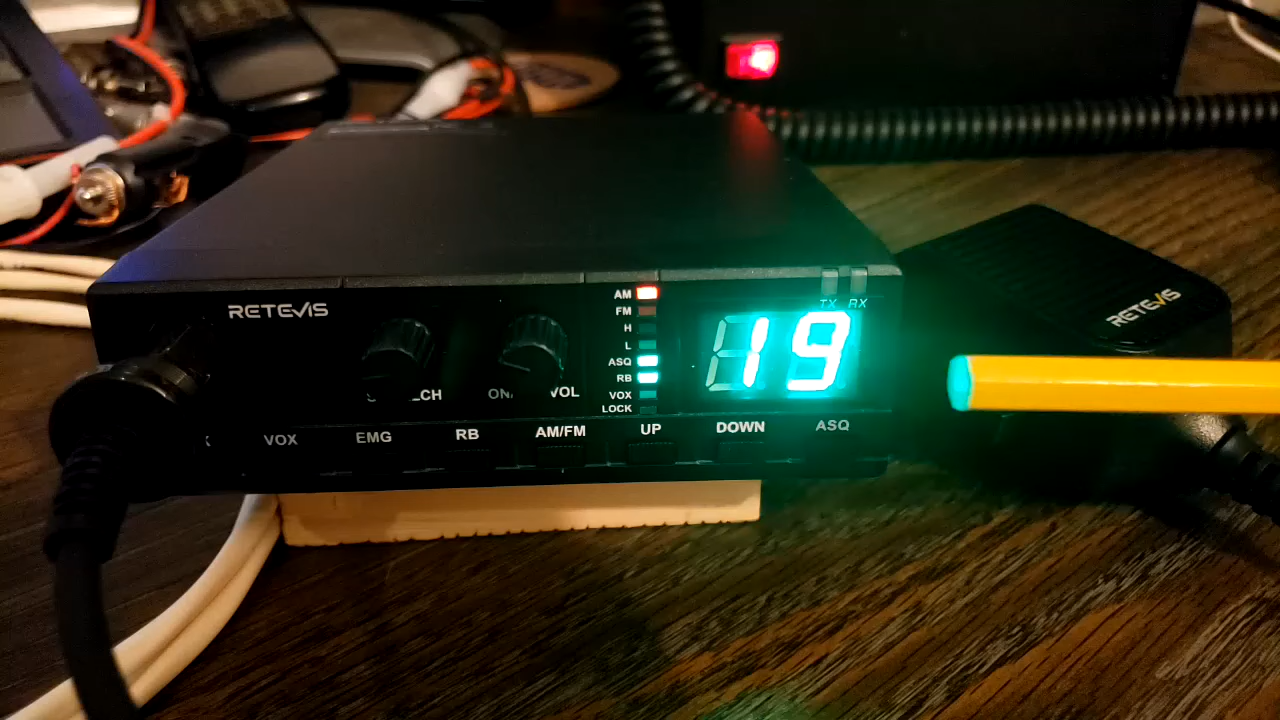 RETEVIS
AM
FM
H
L
ASQ
RB
VOX
LOCK
TX RX
19
VOL
VOX
EMG
RB
AM/FM
UP
DOWN
ASQ
RETEVIS